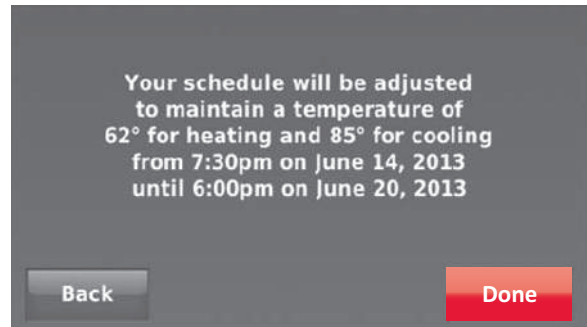 Your schedule will be adjusted
to maintain a temperature of
62° for heating and 85° for cooling
from 7:30pm on June 14, 2013
until 6:00pm on June 20, 2013
Back
Done